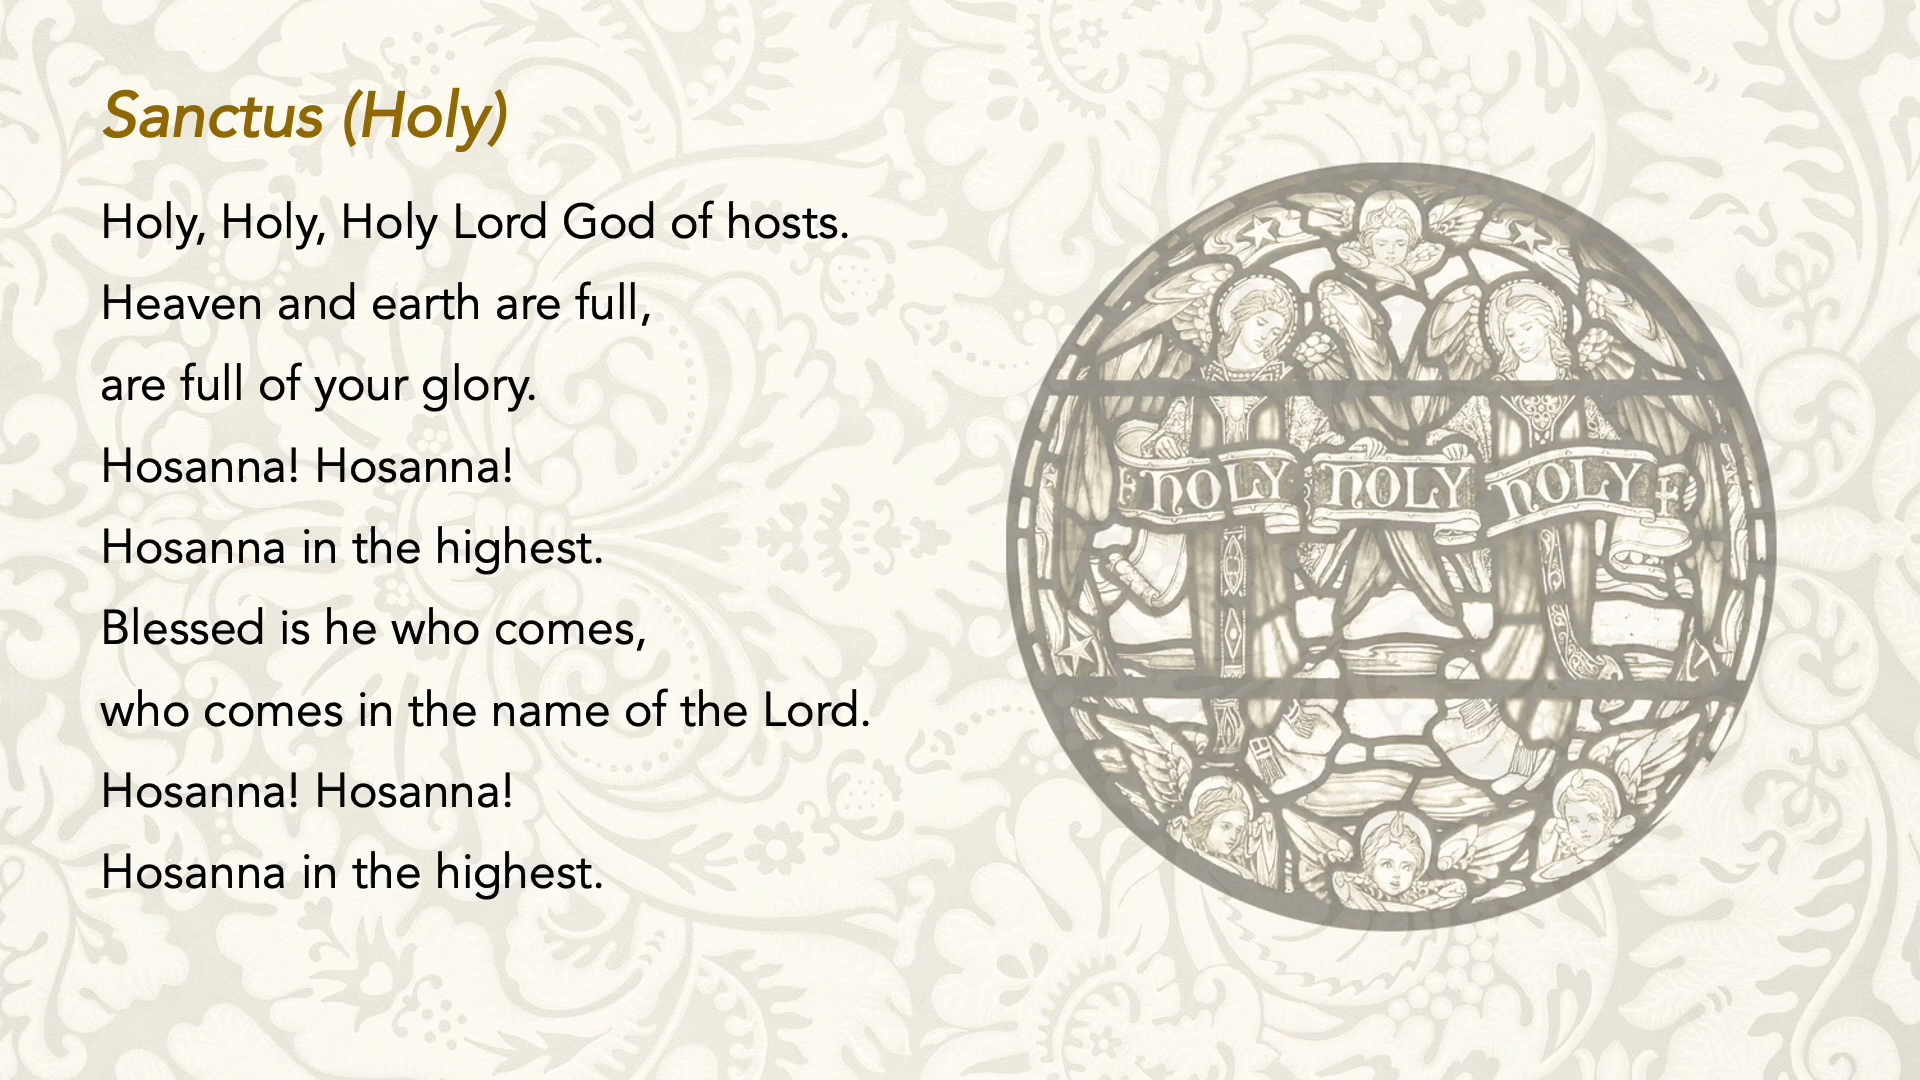 Sanctus (Holy)
Holy, Holy, Holy Lord God of hosts.
Heaven and earth are full,
are full of your glory.
Hosanna! Hosanna!
Hosanna in the highest.
Blessed is he who comes,
who comes in the name of the Lord.
Hosanna! Hosanna!
Hosanna in the highest.
HOLY HOLY HOLY